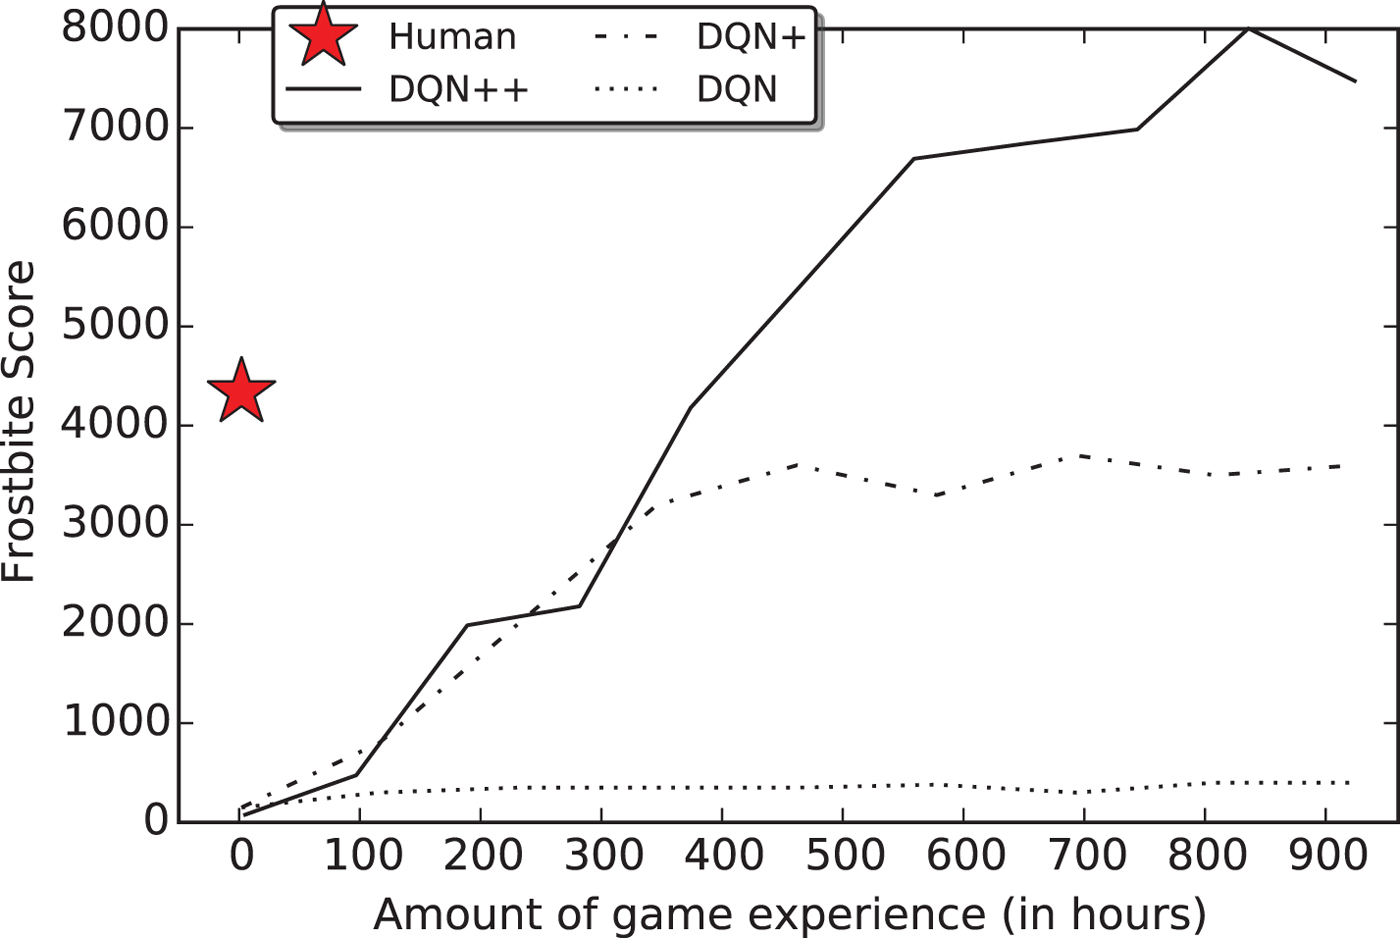 Human
DQN+
DQN++
DQN
8000
7000
6000
5000
4000
3000
2000
1000
0
Frostbite Score
0 100 200 300 400 500 600 700 800 900
Amount of game experience (in hours)